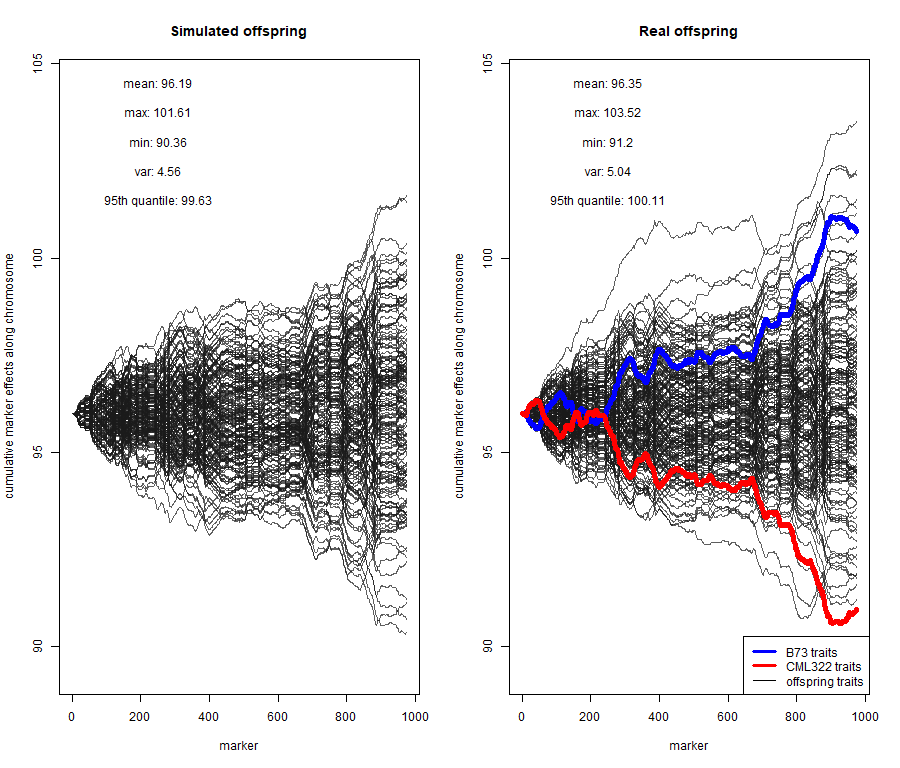 Simulated offspring
mean: 96.19
max: 101.61
min: 90.36
var: 4.56
95th quantile: 99.63
cumulative marker effects along chromosome
105
100
95
90
0 200 400 600 800 1000
marker
Real offspring
mean: 96.35
max: 103.52
min: 91.2
var: 5.04
95th quantile: 100.11
cumulative marker effects along chromosome
105
100
95
90
B73 traits
CML322 traits
offspring traits
0 200 400 600 800 1000
marker